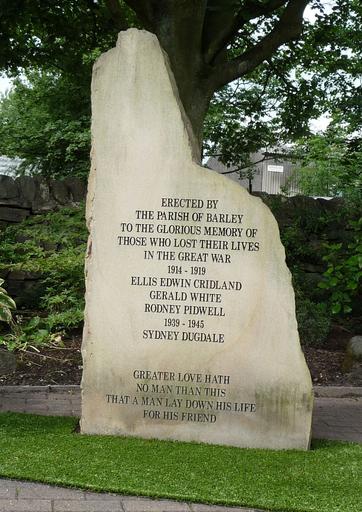 ERECTED BY
THE PARISH OF BARLEY
TO THE GLORIOUS MEMORY OF
THOSE WHO LOST THEIR LIVES
IN THE GREAT WAR
1914 - 1919
ELLIS EDWIN CRIDLAND
GERALD WHITE
RODNEY PIDWELL
1939 - 1945
SYDNEY DUGDALE
GREATER LOVE HATH
NO MAN THAN THIS
THAT A MAN LAY DOWN HIS LIFE
FOR HIS FRIEND